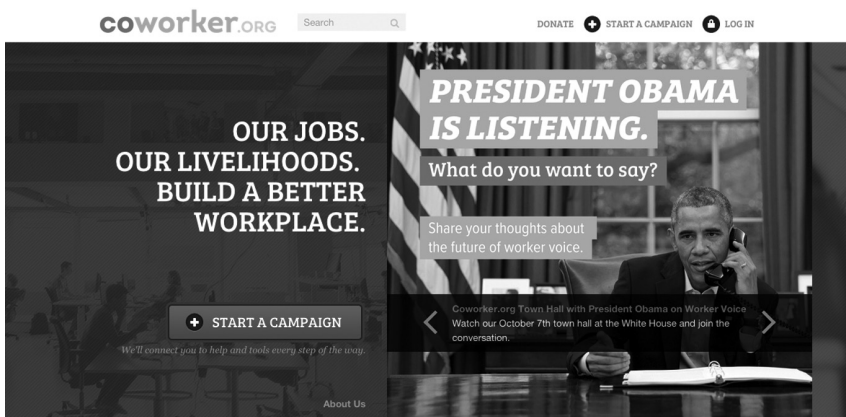 coworker.ORG
Search
DONATE
START A CAMPAIGN
LOG IN
OUR JOBS.
OUR LIVELIHOODS.
BUILD A BETTER
WORKPLACE.
START A CAMPAIGN
We'll connect you to help and tools every step of the way.
About Us
PRESIDENT OBAMA
IS LISTENING.
What do you want to say?
Share your thoughts about
the future of worker voice.
Coworker.org Town Hall with President Obama on Worker Voice
Watch our October 7th town hall at the White House and join the
conversation.